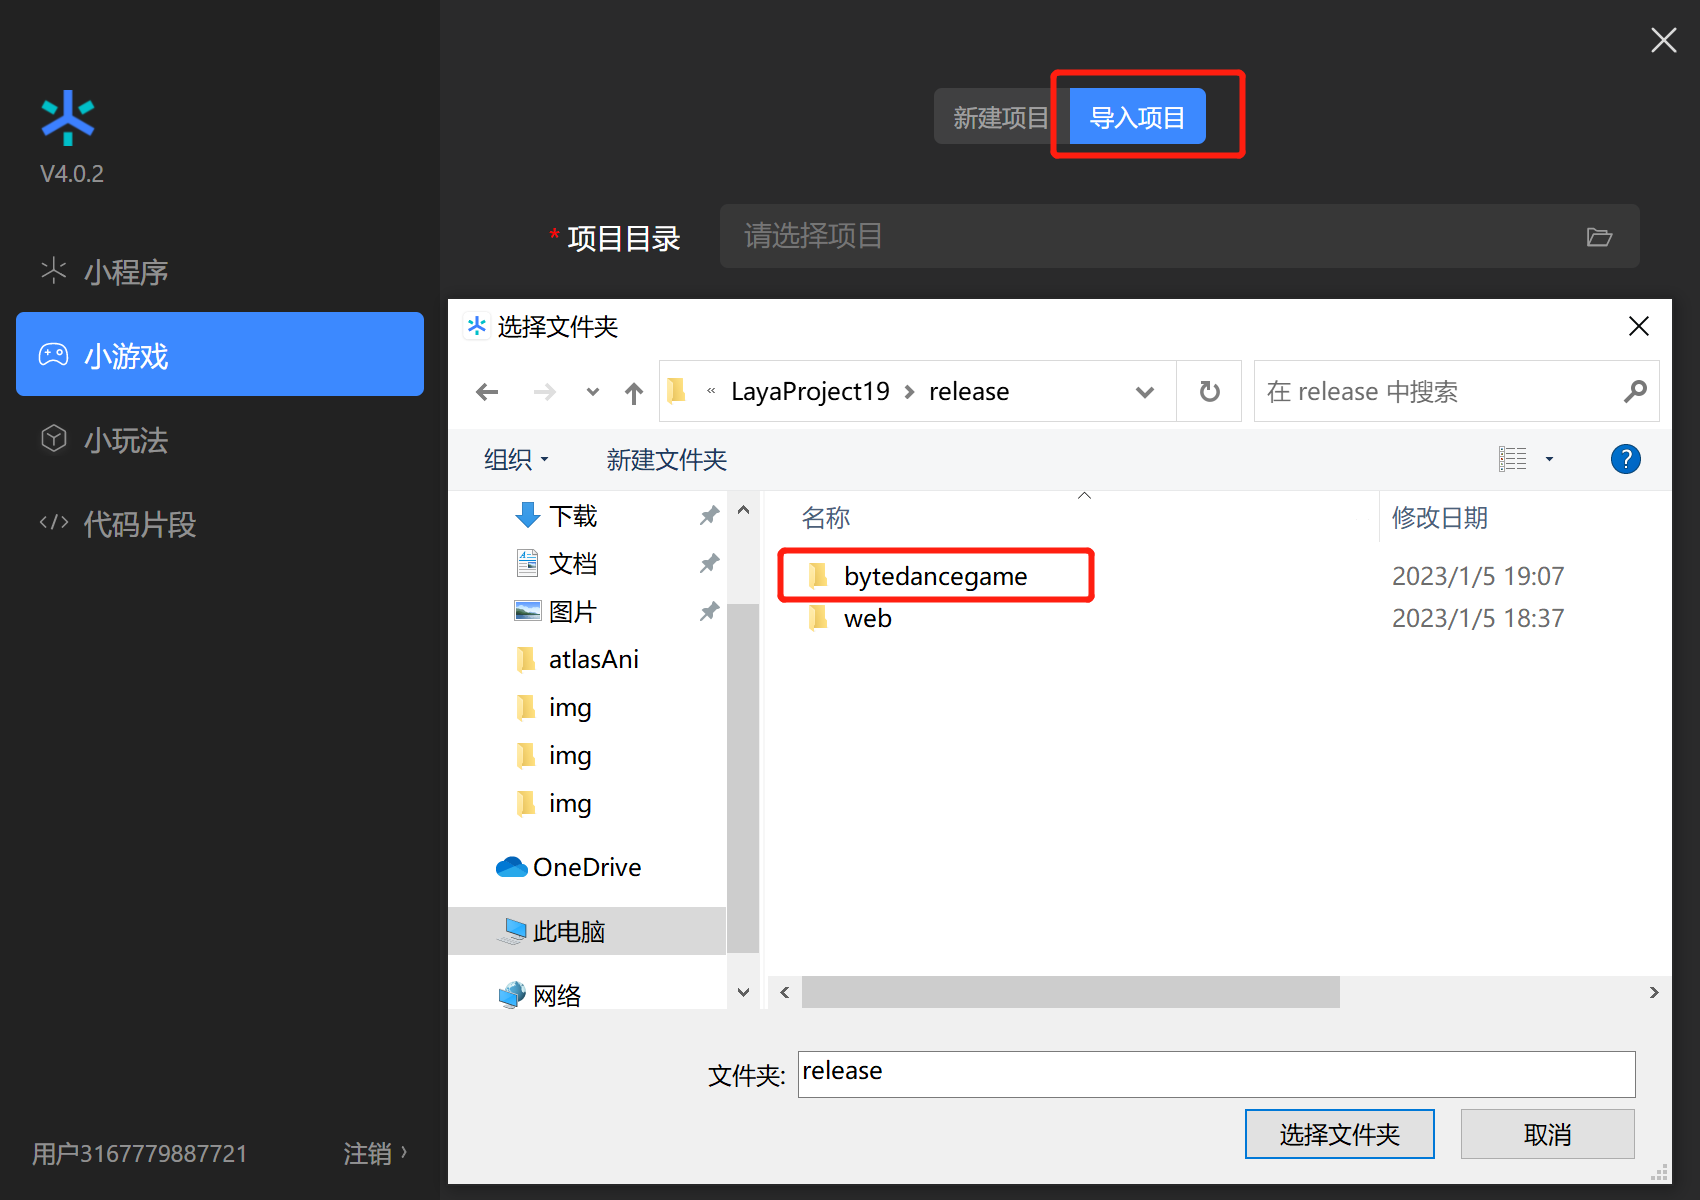 V4.0.2
小程序
小游戏
小玩法
代码片段
用户3167779887721 注销 ›
新建项目 导入项目
* 项目目录 请选择项目
选择文件夹
« LayaProject19 › release
在 release 中搜索
组织 新建文件夹 ?
下载
文档
图片
atlasAni
img
img
img
OneDrive
此电脑
网络
名称 修改日期
bytedancegame 2023/1/5 19:07
web 2023/1/5 18:37
文件夹: release
选择文件夹 取消